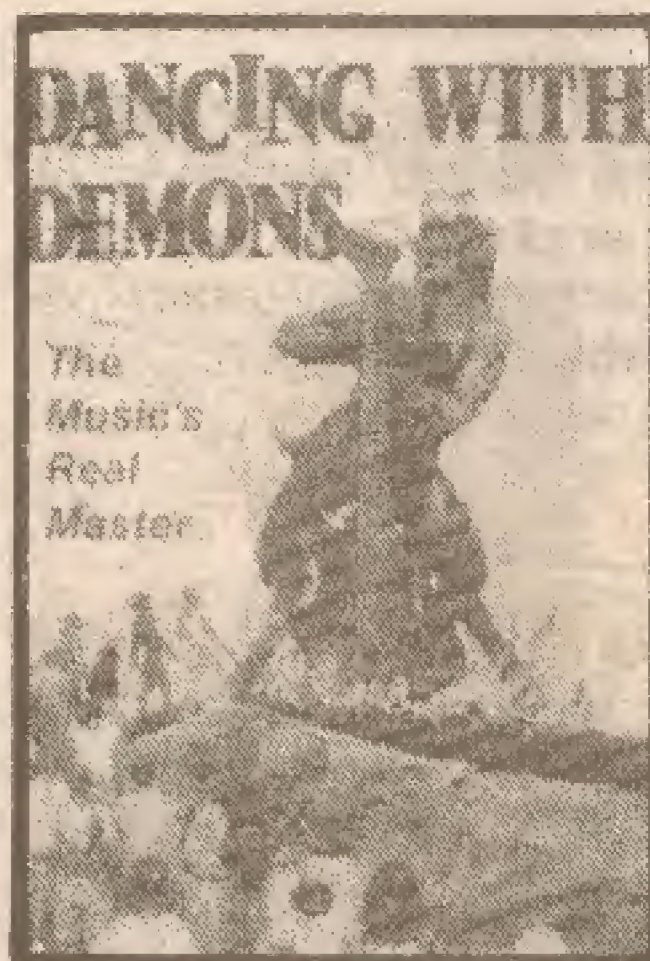 DANCING WITH
DEMONS
The
Music's
Real
Master